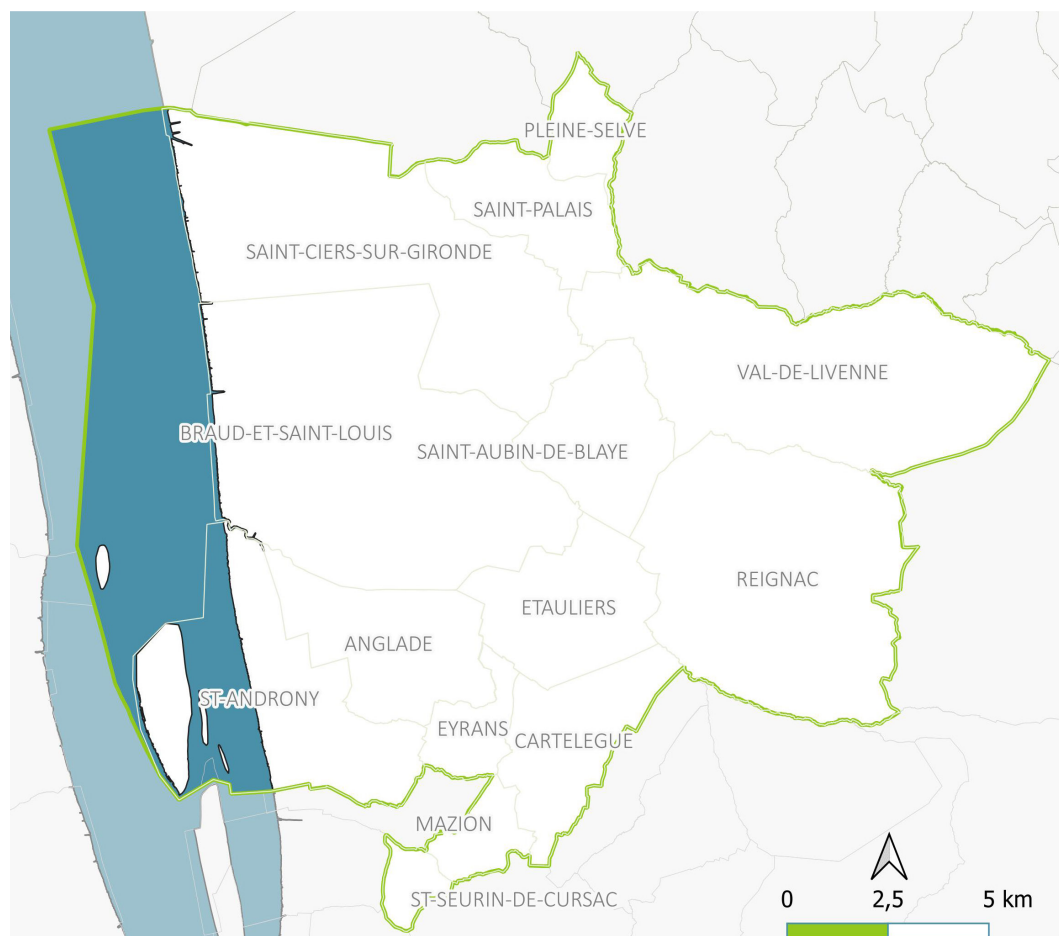 PLEINE-SELVE
SAINT-PALAIS
SAINT-CIERS-SUR-GIRONDE
VAL-DE-LIVENNE
BRAUD-ET-SAINT-LOUIS
SAINT-AUBIN-DE-BLAYE
REIGNAC
ETAULIERS
ANGLADE
ST-ANDRONY
EYRANS
CARTELEGUE
MAZION
ST-SEURIN-DE-CURSAC
0 2,5 5 km